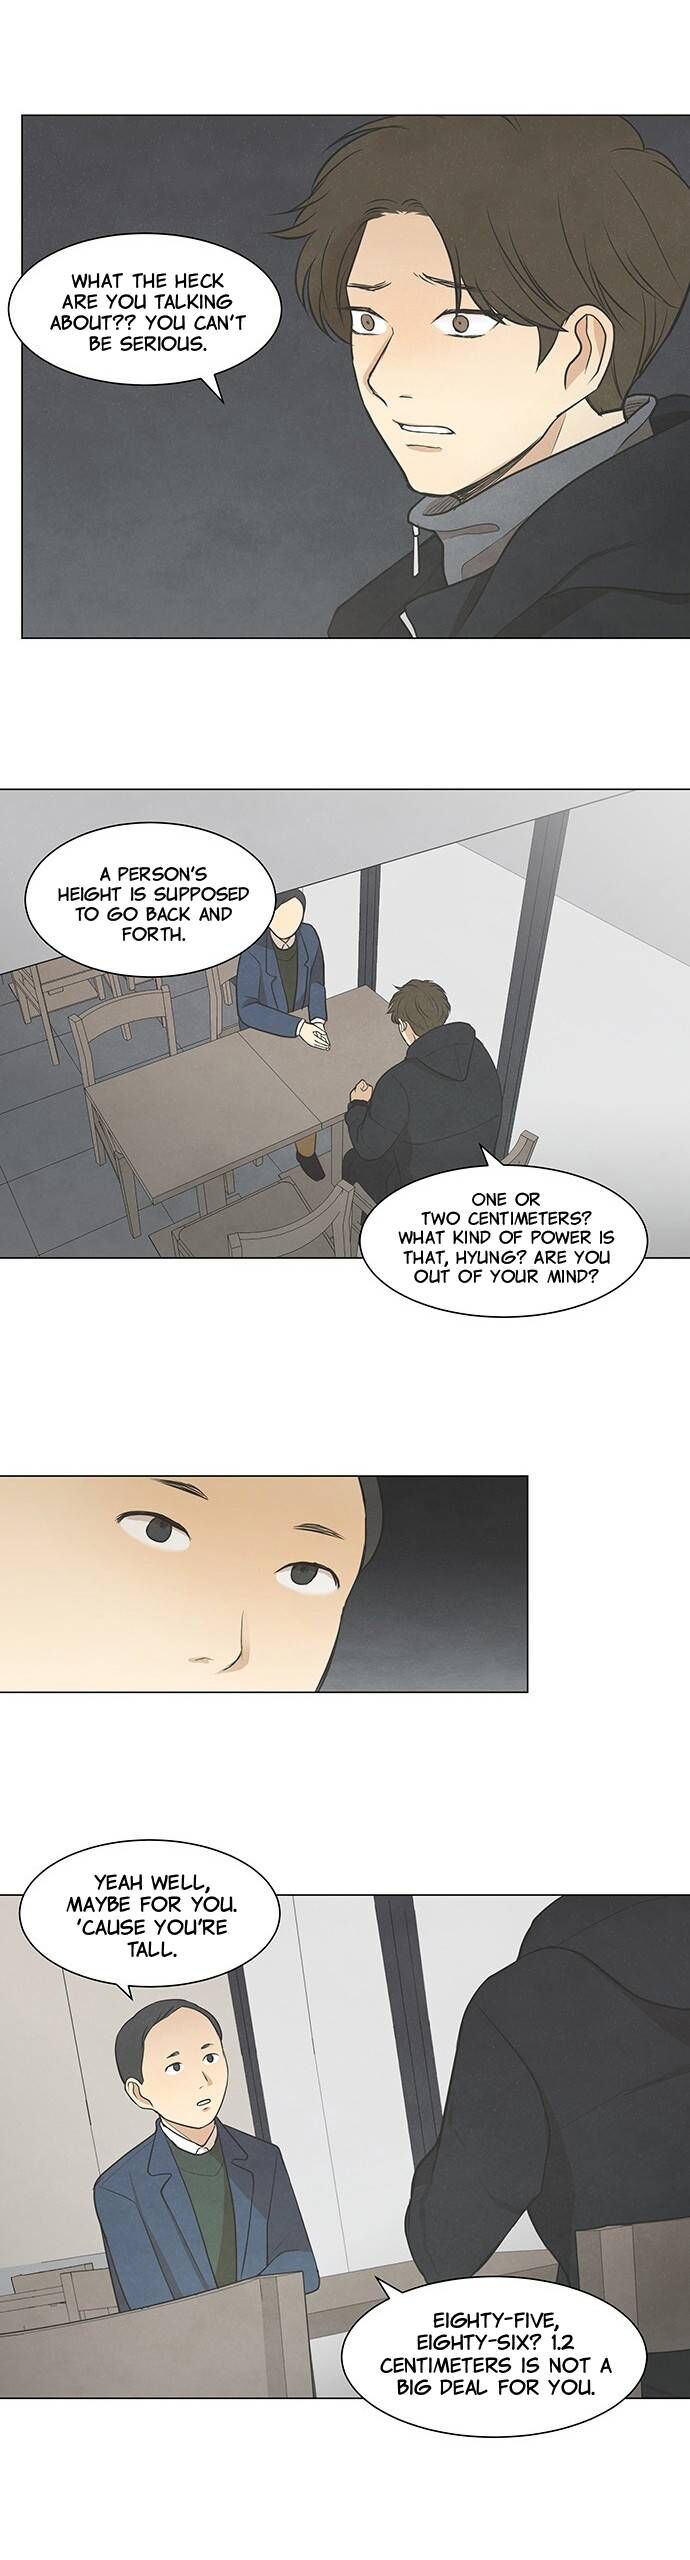 WHAT THE HECK
ARE YOU TALKING
ABOUT?? YOU CAN'T
BE SERIOUS.
A PERSON'S
HEIGHT IS SUPPOSED
TO GO BACK AND
FORTH.
ONE OR
TWO CENTIMETERS?
WHAT KIND OF POWER IS
THAT, HYUNG? ARE YOU
OUT OF YOUR MIND?
YEAH WELL,
MAYBE FOR YOU.
'CAUSE YOU'RE
TALL.
EIGHTY-FIVE,
EIGHTY-SIX? 1.2
CENTIMETERS IS NOT A
BIG DEAL FOR YOU.